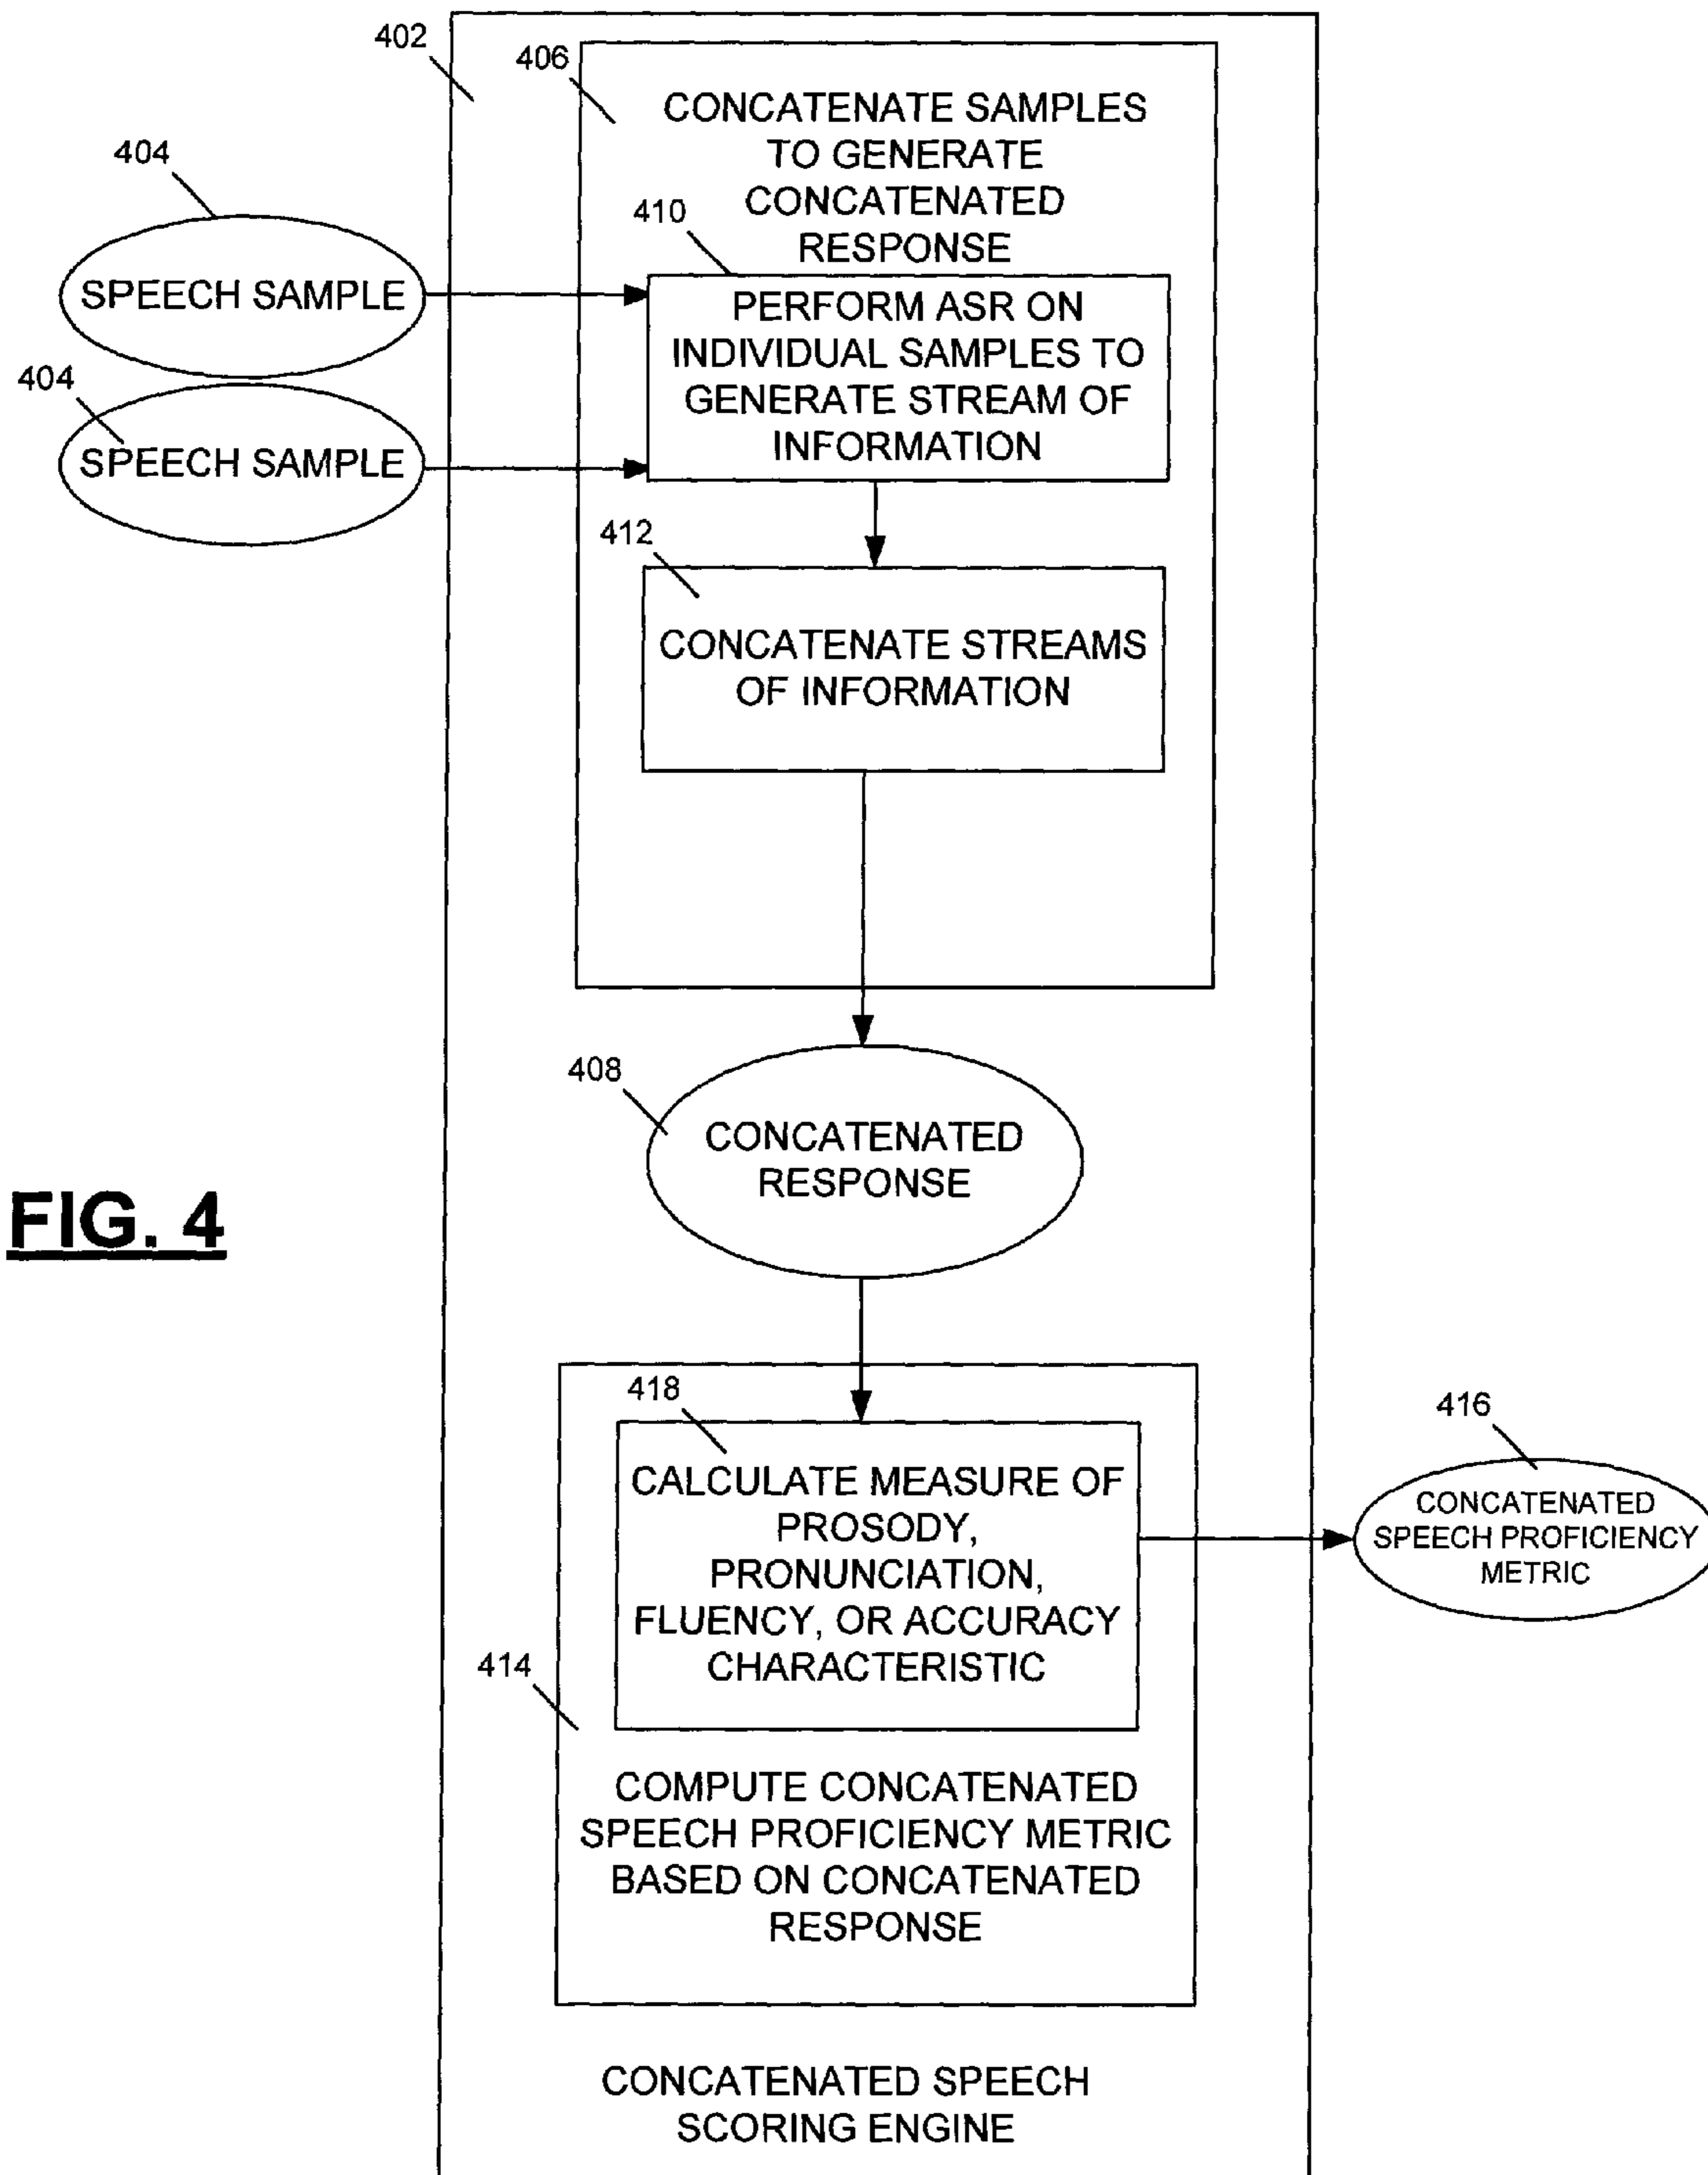 402
406
CONCATENATE SAMPLES
TO GENERATE
CONCATENATED
RESPONSE
404
SPEECH SAMPLE
404
SPEECH SAMPLE
410
PERFORM ASR ON
INDIVIDUAL SAMPLES TO
GENERATE STREAM OF
INFORMATION
412
CONCATENATE STREAMS
OF INFORMATION
408
CONCATENATED
RESPONSE
FIG. 4
418
CALCULATE MEASURE OF
PROSODY,
PRONUNCIATION,
FLUENCY, OR ACCURACY
CHARACTERISTIC
416
CONCATENATED
SPEECH PROFICIENCY
METRIC
414
COMPUTE CONCATENATED
SPEECH PROFICIENCY METRIC
BASED ON CONCATENATED
RESPONSE
CONCATENATED SPEECH
SCORING ENGINE